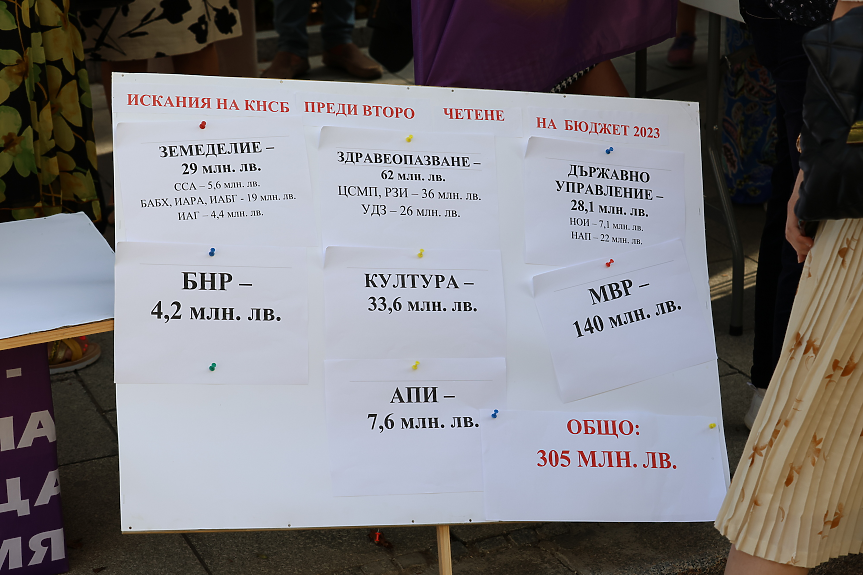 ИСКАНИЯ НА КНСБ ПРЕДИ ВТОРО ЧЕТЕНЕ НА БЮДЖЕТ 2023
ЗЕМЕДЕЛИЕ –
29 МЛН. ЛВ.
ССА – 5,6 млн. лв.
БАБХ, ИАРА, ИАБГ - 19 млн. лв.
ИАГ – 4,4 млн. лв.
ЗДРАВЕОПАЗВАНЕ –
62 млн. лв.
ЦСМП, РЗИ – 36 млн. лв.
УДЗ – 26 млн. лв.
ДЪРЖАВНО
УПРАВЛЕНИЕ –
28,1 млн. лв.
НОИ – 7,1 млн. лв.
НАП – 22 млн. лв.
БНР –
4,2 млн. лв.
КУЛТУРА –
33,6 млн. лв.
МВР –
140 млн. лв.
АПИ –
7,6 млн. лв.
ОБЩО:
305 МЛН. ЛВ.